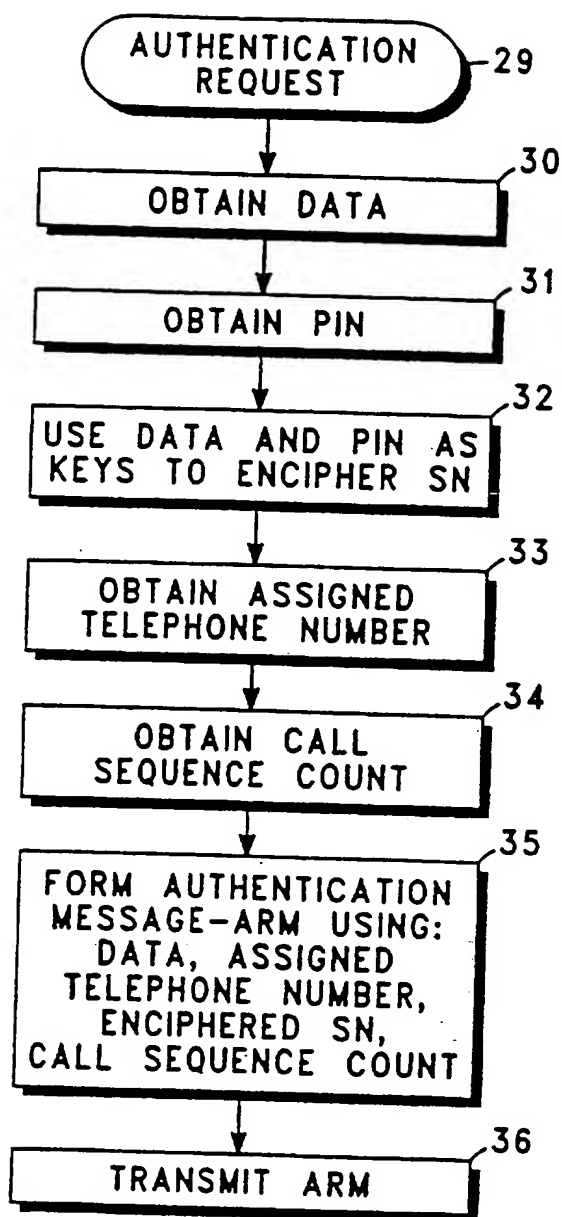 AUTHENTICATION
REQUEST
29
30
OBTAIN DATA
31
OBTAIN PIN
32
USE DATA AND PIN AS
KEYS TO ENCIPHER SN
33
OBTAIN ASSIGNED
TELEPHONE NUMBER
34
OBTAIN CALL
SEQUENCE COUNT
35
FORM AUTHENTICATION
MESSAGE-ARM USING:
DATA, ASSIGNED
TELEPHONE NUMBER,
ENCIPHERED SN,
CALL SEQUENCE COUNT
36
TRANSMIT ARM